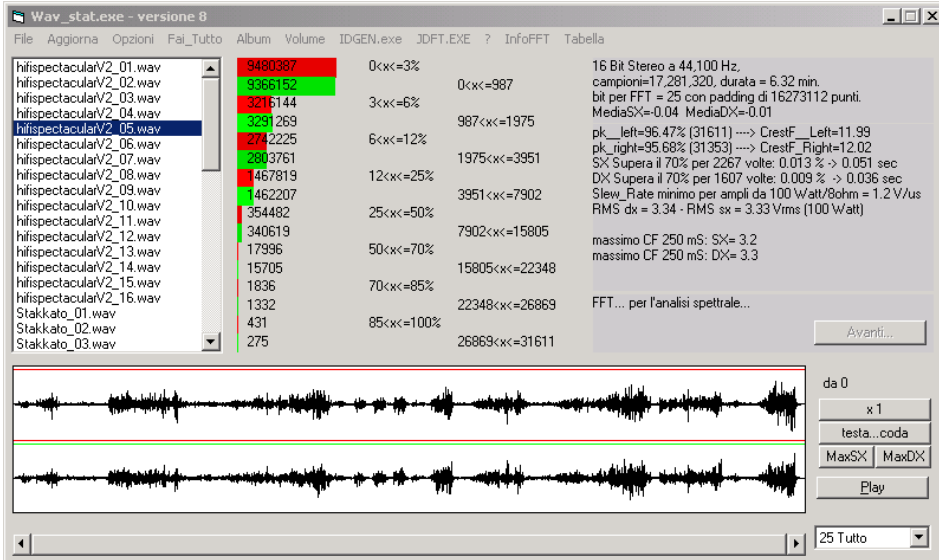 Wav_stat.exe - versione 8
File Aggiorna Opzioni Fai_Tutto Album Volume IDGEN.exe JDFT.EXE ? InfoFFT Tabella
hifispectacularV2_01.wav
hifispectacularV2_02.wav
hifispectacularV2_03.wav
hifispectacularV2_04.wav
hifispectacularV2_05.wav
hifispectacularV2_06.wav
hifispectacularV2_07.wav
hifispectacularV2_08.wav
hifispectacularV2_09.wav
hifispectacularV2_10.wav
hifispectacularV2_11.wav
hifispectacularV2_12.wav
hifispectacularV2_13.wav
hifispectacularV2_14.wav
hifispectacularV2_15.wav
hifispectacularV2_16.wav
Stakkato_01.wav
Stakkato_02.wav
Stakkato_03.wav
9480387 0<x<=3%
9366152 0<x<=987
3216144 3<x<=6%
3291269 987<x<=1975
2742225 6<x<=12%
2803761 1975<x<=3951
1467819 12<x<=25%
1462207 3951<x<=7902
354482 25<x<=50%
340619 7902<x<=15805
17996 50<x<=70%
15705 15805<x<=22348
1836 70<x<=85%
1332 22348<x<=26869
431 85<x<=100%
275 26869<x<=31611
16 Bit Stereo a 44,100 Hz,
campioni=17,281,320, durata = 6.32 min.
bit per FFT = 25 con padding di 16273112 punti.
MediaSX=-0.04 MediaDX=-0.01
pk__left=96.47% (31611) ----> CrestF__Left=11.99
pk_right=95.68% (31353) ----> CrestF_Right=12.02
SX Supera il 70% per 2267 volte: 0.013 % -> 0.051 sec
DX Supera il 70% per 1607 volte: 0.009 % -> 0.036 sec
Slew_Rate minimo per ampli da 100 Watt/8ohm = 1.2 V/us
RMS dx = 3.34 - RMS sx = 3.33 Vrms (100 Watt)
massimo CF 250 mS: SX= 3.2
massimo CF 250 mS: DX= 3.3
FFT... per l'analisi spettrale...
Avanti...
da 0
x 1
testa...coda
MaxSX MaxDX
Play
25 Tutto